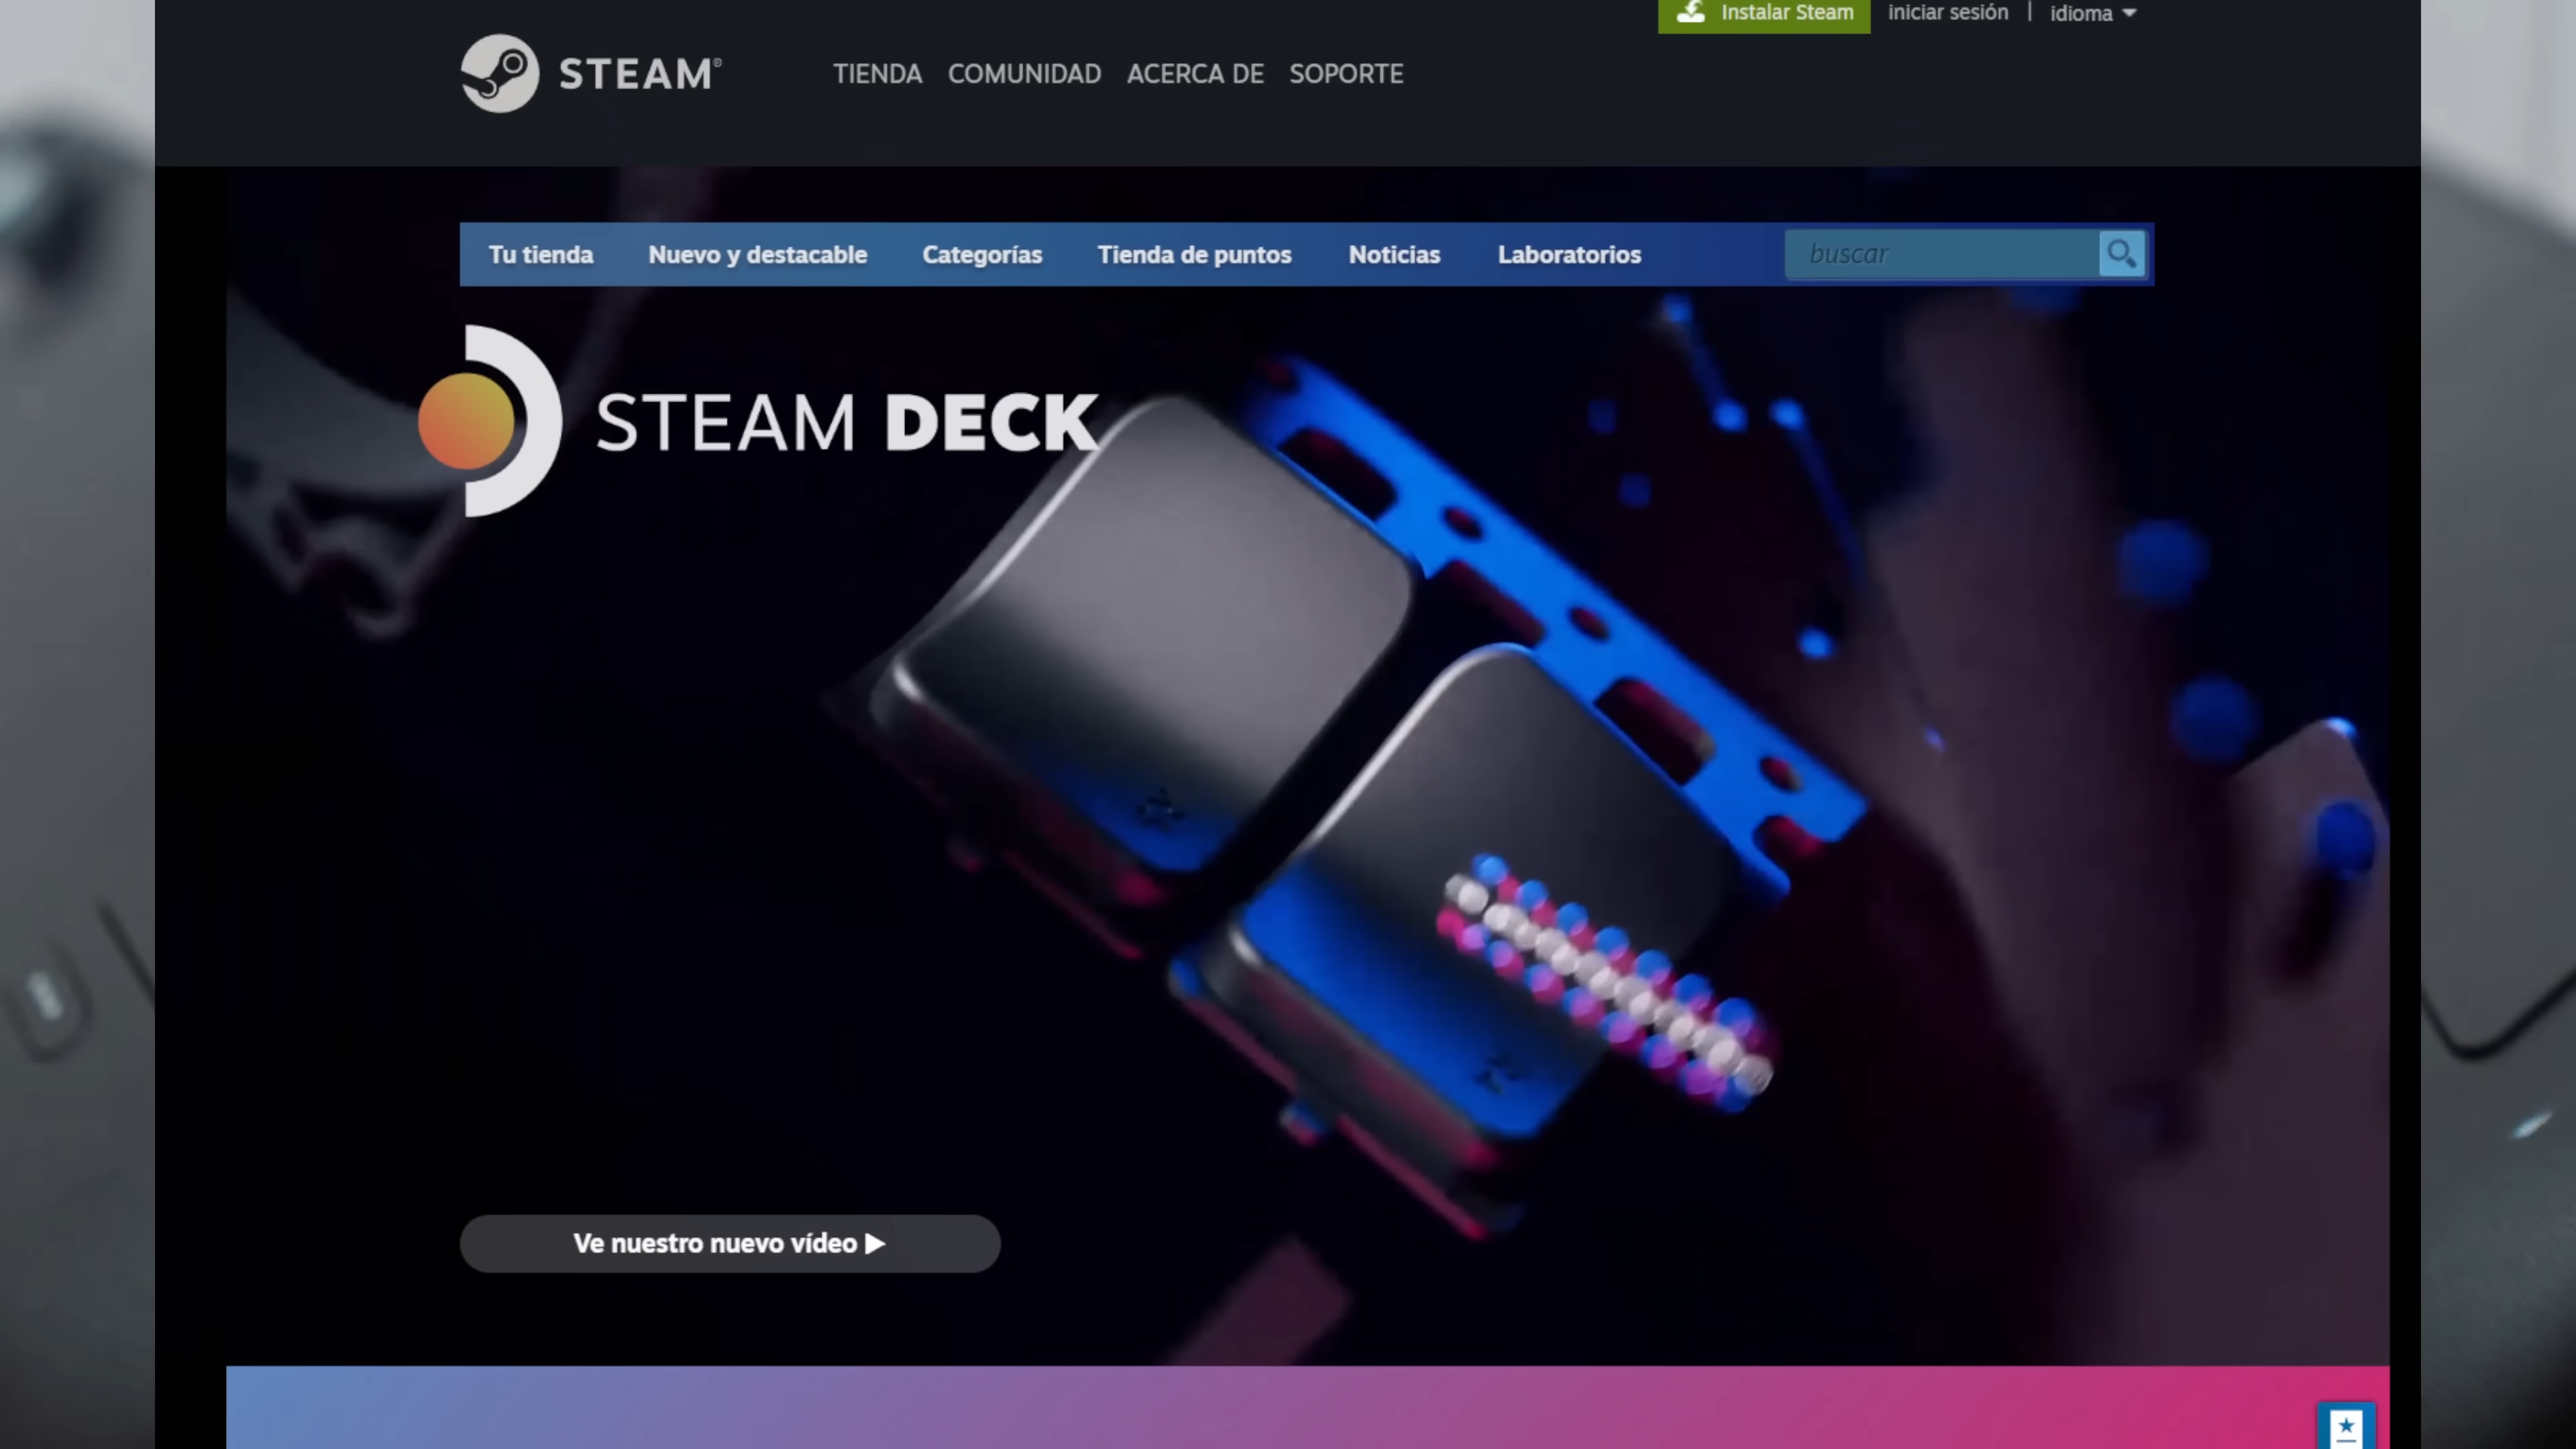 Instalar Steam iniciar sesión | idioma
STEAM®
TIENDA COMUNIDAD ACERCA DE SOPORTE
Tu tienda Nuevo y destacable Categorías Tienda de puntos Noticias Laboratorios buscar
STEAM DECK
Ve nuestro nuevo vídeo